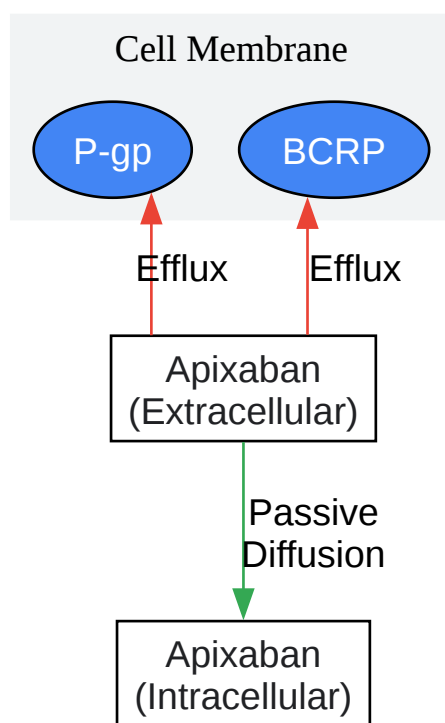 Cell Membrane
P-gp
BCRP
Efflux
Efflux
Apixaban
(Extracellular)
Passive
Diffusion
Apixaban
(Intracellular)